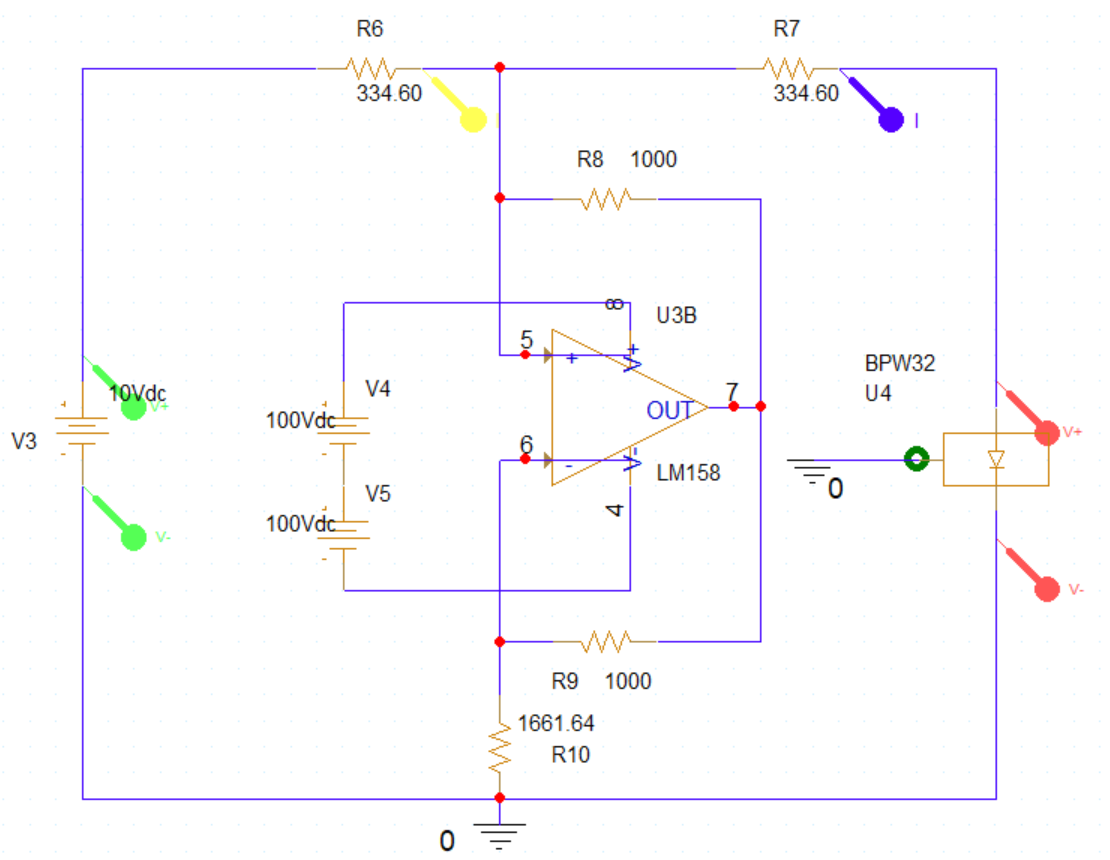 R6
334.60
I
R7
334.60
I
R8 1000
8
U3B
5
+
V+
OUT
7
6
-
V-
LM158
4
10Vdc
V+
V3
V-
V4
100Vdc
V5
100Vdc
BPW32
U4
V+
0
V-
R9 1000
1661.64
R10
0